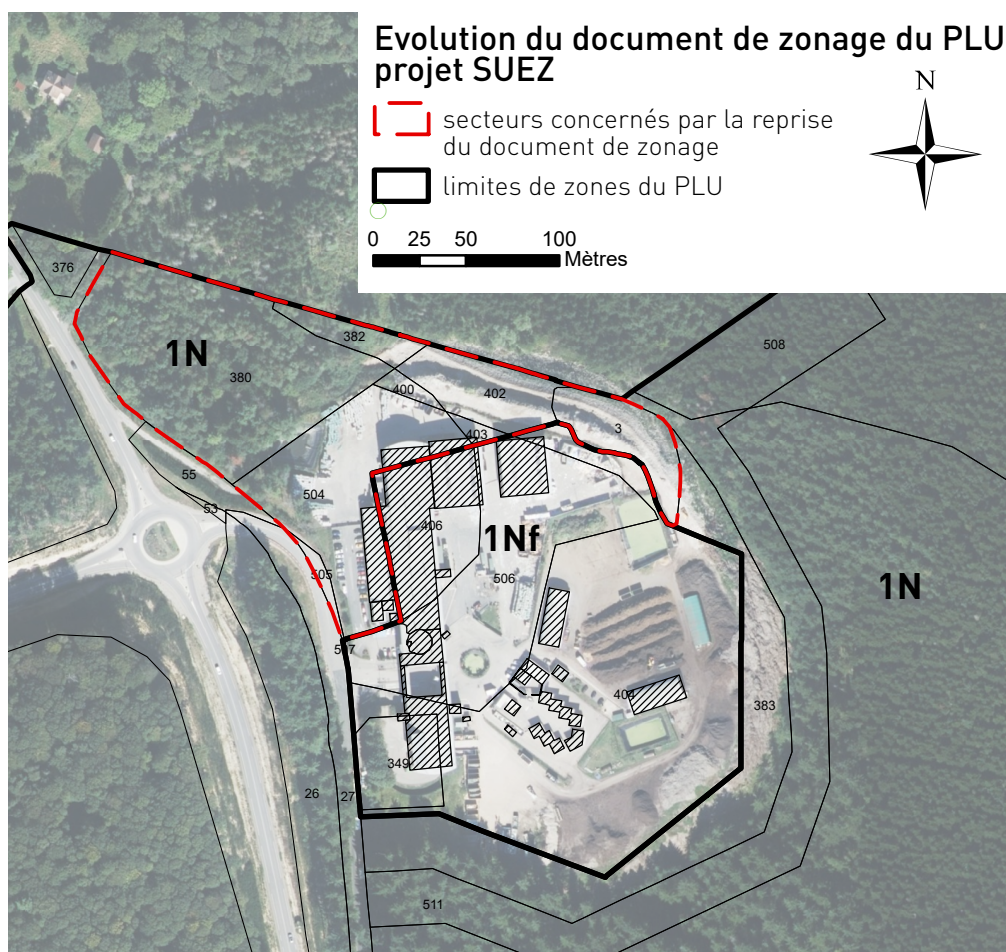 Evolution du document de zonage du PLU
projet SUEZ
N
secteurs concernés par la reprise
du document de zonage
limites de zones du PLU
0 25 50 100
Mètres
376
1N
382
380
508
400
402
403
3
55
504
53
406
1Nf
506
1N
505
507
404
383
349
26
27
511